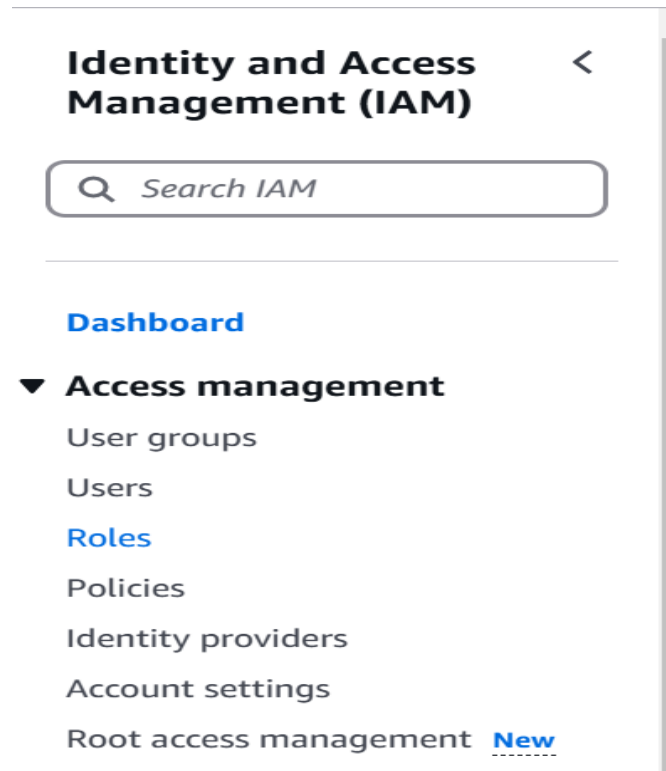 Identity and Access
Management (IAM)
Search IAM
Dashboard
Access management
User groups
Users
Roles
Policies
Identity providers
Account settings
Root access management New